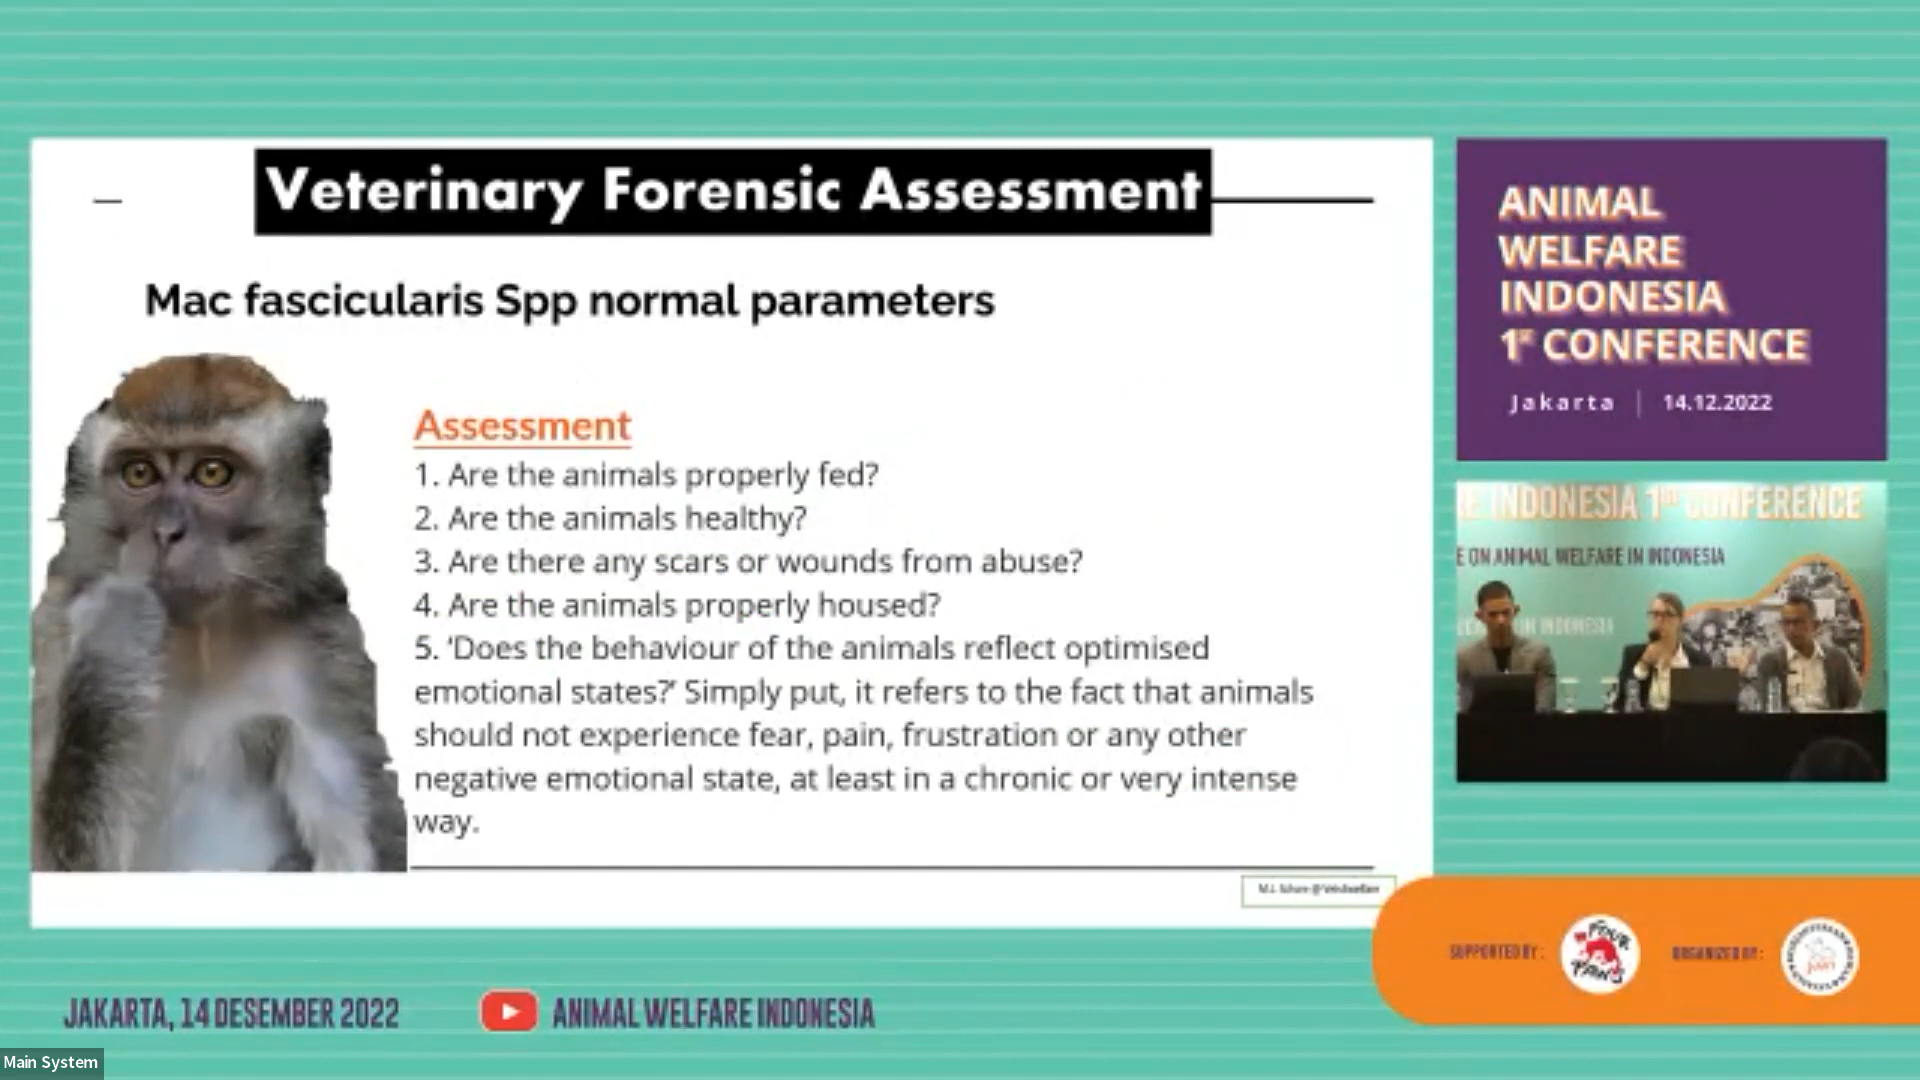 Veterinary Forensic Assessment
Mac fascicularis Spp normal parameters
Assessment
1. Are the animals properly fed?
2. Are the animals healthy?
3. Are there any scars or wounds from abuse?
4. Are the animals properly housed?
5. ‘Does the behaviour of the animals reflect optimised
emotional states?’ Simply put, it refers to the fact that animals
should not experience fear, pain, frustration or any other
negative emotional state, at least in a chronic or very intense
way.
ANIMAL
WELFARE
INDONESIA
1st CONFERENCE
Jakarta | 14.12.2022
RE INDONESIA 1st CONFERENCE
E ON ANIMAL WELFARE IN INDONESIA
INDONESIA
SUPPORTED BY :
FOUR
PAWS
ORGANIZED BY :
JAKARTA, 14 DESEMBER 2022
ANIMAL WELFARE INDONESIA
Main System